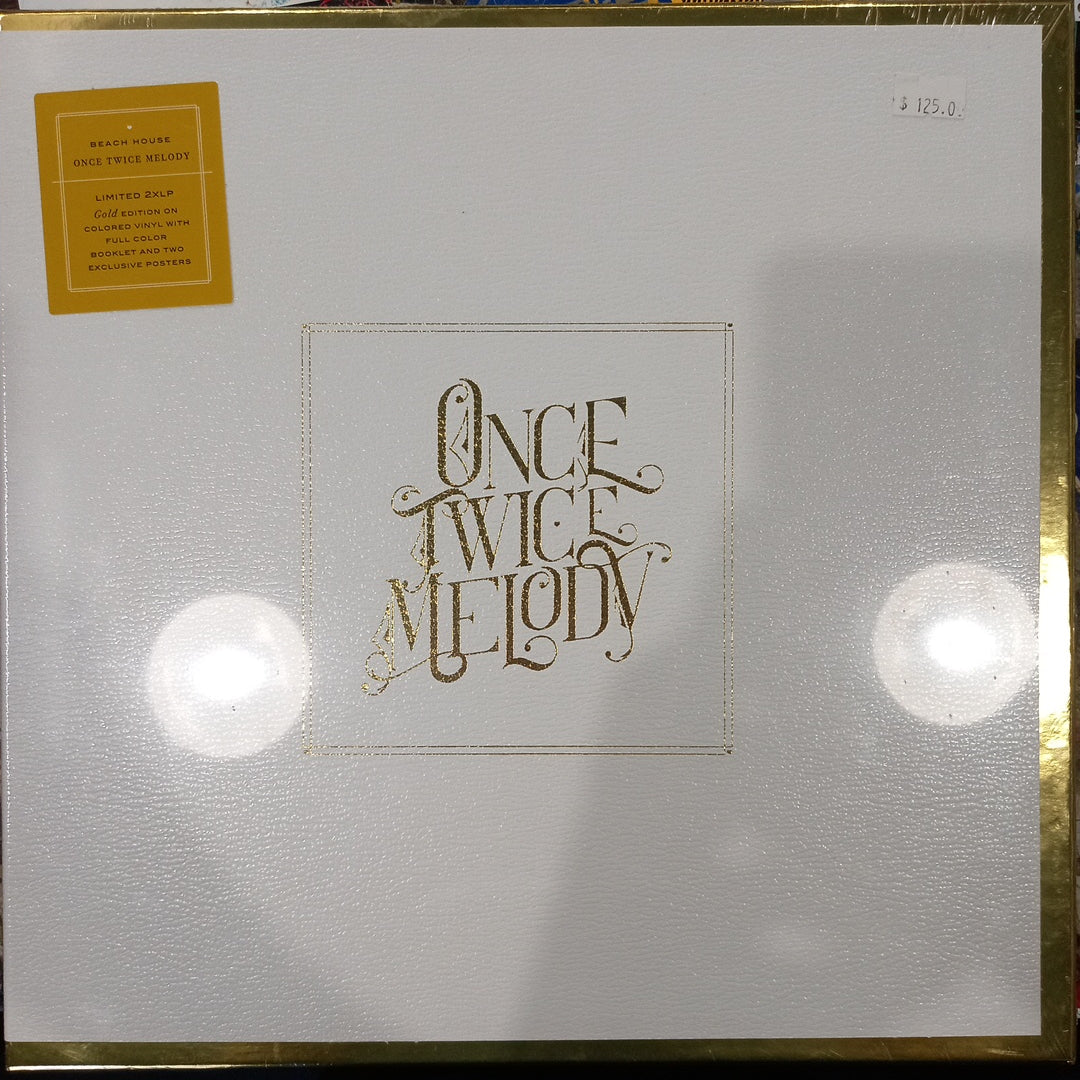 BEACH HOUSE
ONCE TWICE MELODY
LIMITED 2XLP
Gold EDITION ON
COLORED VINYL WITH
FULL COLOR
BOOKLET AND TWO
EXCLUSIVE POSTERS
$ 125.0
ONCE
TWICE
MELODY